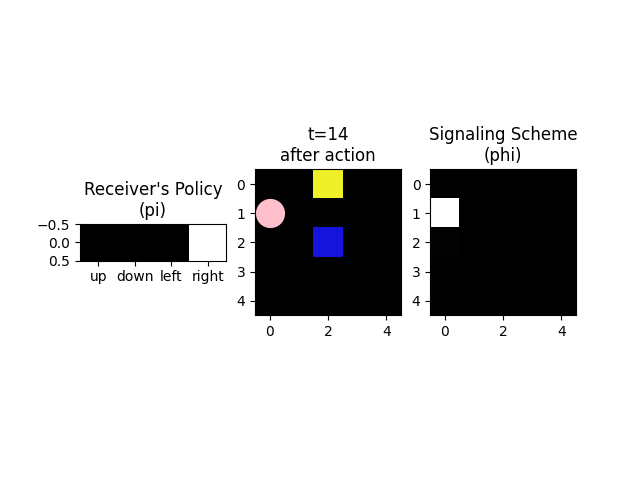 Receiver's Policy
(pi)
−0.5
0.0
0.5
up down left right
t=14
after action
0
1
2
3
4
0 2 4
Signaling Scheme
(phi)
0
1
2
3
4
0 2 4